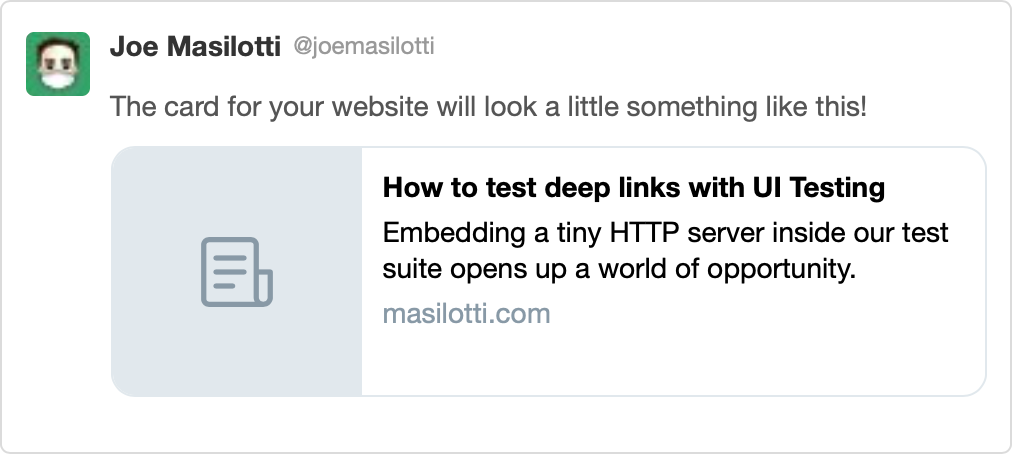 Joe Masilotti @joemasilotti
The card for your website will look a little something like this!
How to test deep links with UI Testing
Embedding a tiny HTTP server inside our test
suite opens up a world of opportunity.
masilotti.com